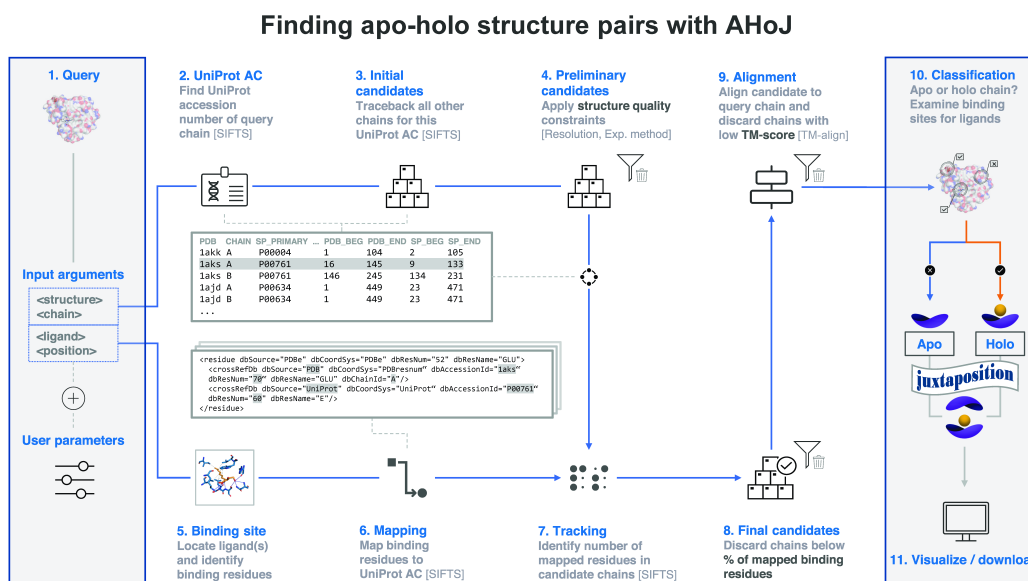 Finding apo-holo structure pairs with AHoJ
1. Query
2. UniProt AC
Find UniProt
accession
number of query
chain [SIFTS]
3. Initial
candidates
Traceback all other
chains for this
UniProt AC [SIFTS]
4. Preliminary
candidates
Apply structure quality
constraints
[Resolution, Exp. method]
9. Alignment
Align candidate to
query chain and
discard chains with
low TM-score [TM-align]
10. Classification
Apo or holo chain?
Examine binding
sites for ligands
PDB CHAIN SP_PRIMARY ... PDB_BEG PDB_END SP_BEG SP_END
1akk A P00004 1 104 2 105
1aks A P00761 16 145 9 133
1aks B P00761 146 245 134 231
1ajd A P00634 1 449 23 471
1ajd B P00634 1 449 23 471
...
Input arguments
<structure>
<chain>
<ligand>
<position>
User parameters
<residue dbSource="PDBe" dbCoordSys="PDBe" dbResNum="52" dbResName="GLU">
<crossRefDb dbSource="PDB" dbCoordSys="PDBresnum" dbAccessionId="1aks"
dbResNum="70" dbResName="GLU" dbChainId="A"/>
<crossRefDb dbSource="UniProt" dbCoordSys="UniProt" dbAccessionId="P00761"
dbResNum="60" dbResName="E"/>
</residue>
Apo
Holo
juxtaposition
5. Binding site
Locate ligand(s)
and identify
binding residues
6. Mapping
Map binding
residues to
UniProt AC [SIFTS]
7. Tracking
Identify number of
mapped residues in
candidate chains [SIFTS]
8. Final candidates
Discard chains below
% of mapped binding
residues
11. Visualize / downloa